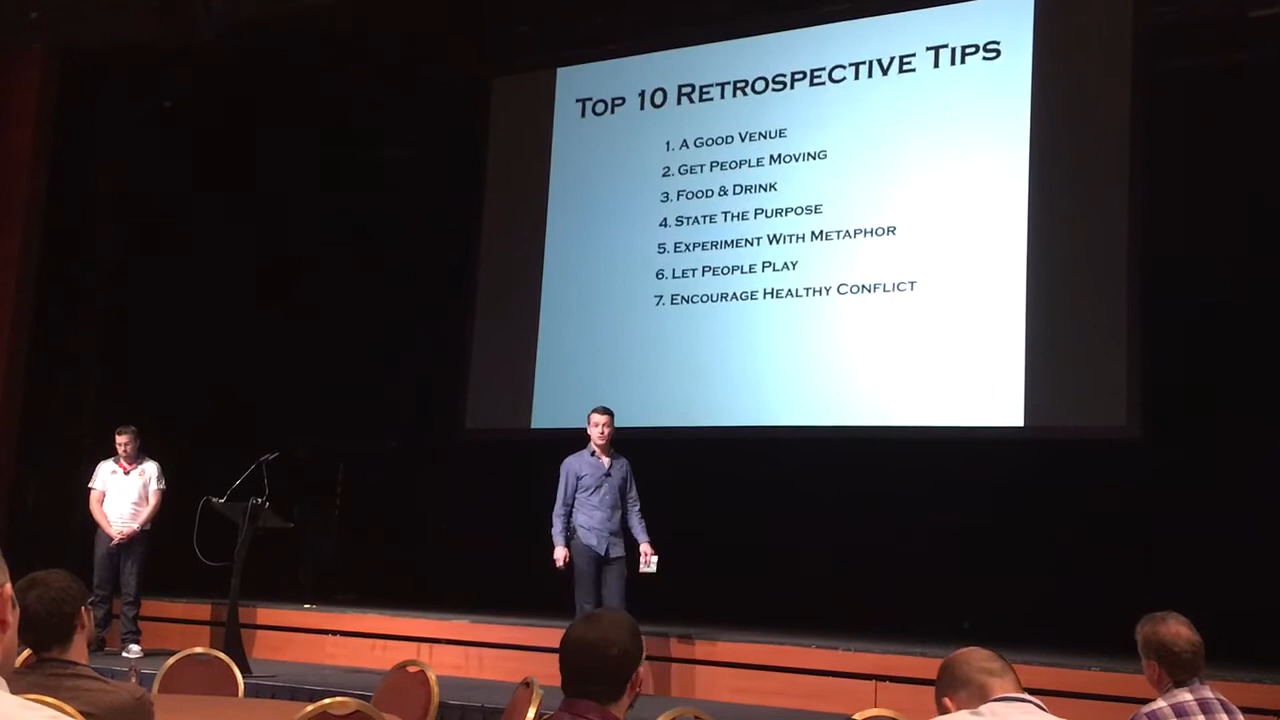 Top 10 Retrospective Tips
1. A Good Venue
2. Get People Moving
3. Food & Drink
4. State The Purpose
5. Experiment With Metaphor
6. Let People Play
7. Encourage Healthy Conflict